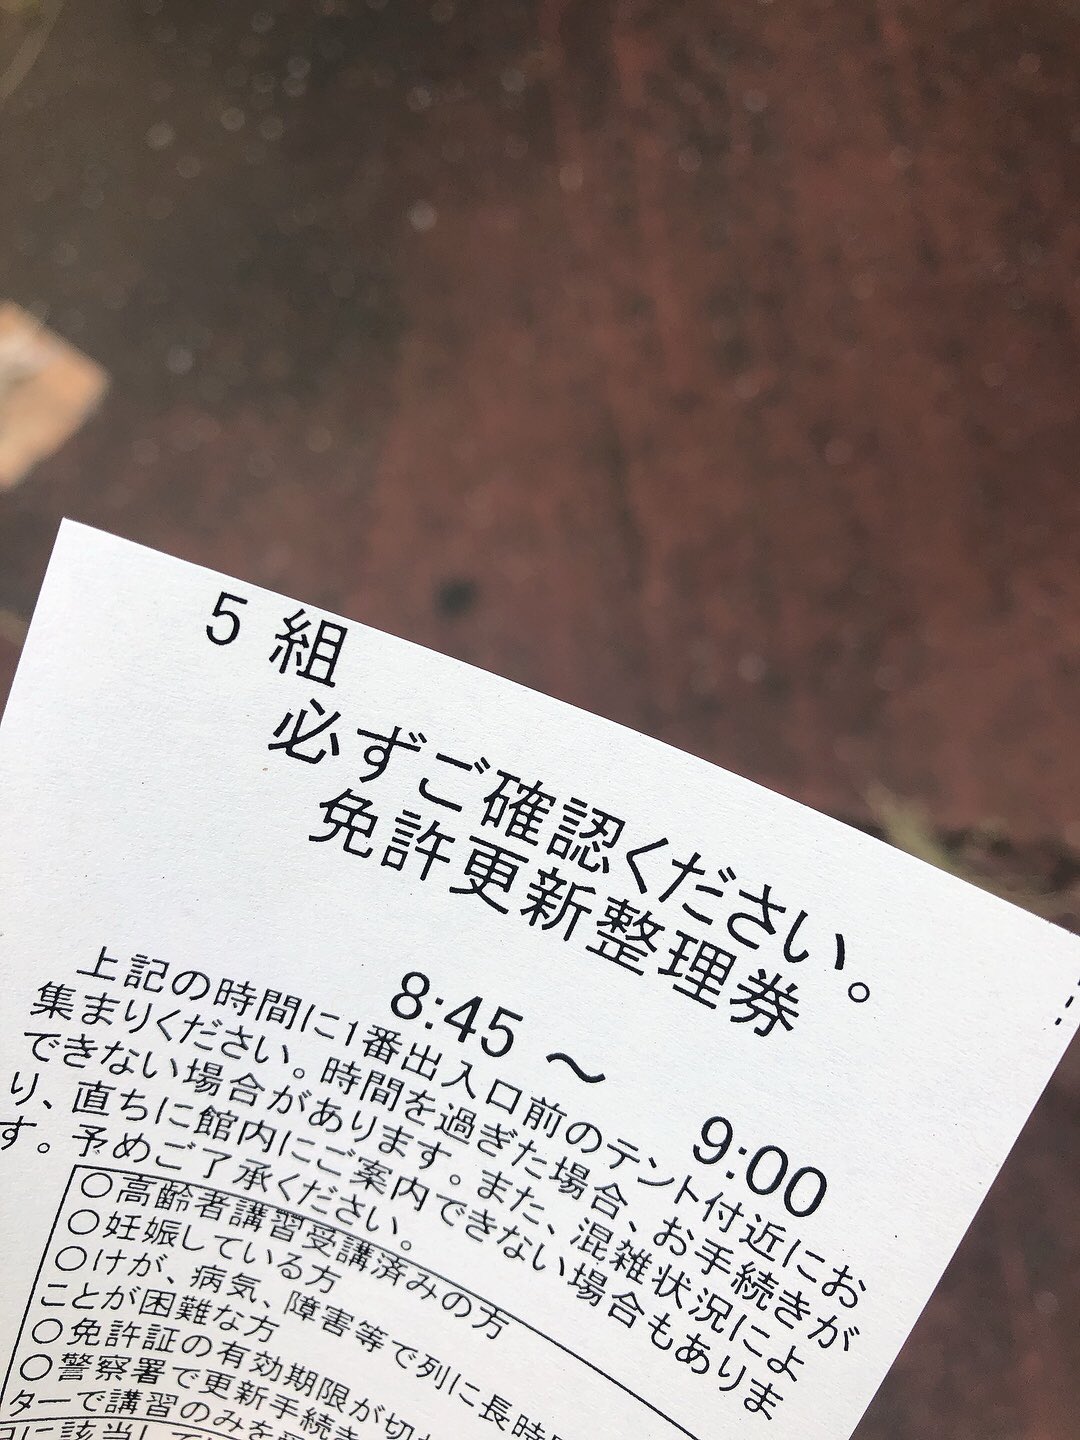 5 組
必ずご確認ください。
免許更新整理券
8:45 ～ 9:00
上記の時間に1番出入口前のテント付近にお
集まりください。時間を過ぎた場合、お手続きが
できない場合があります。また、混雑状況によ
り、直ちに館内にご案内できない場合もありま
す。予めご了承ください。
○高齢者講習受講済みの方
○妊娠している方
○けが、病気、障害等で列に長時
ことが困難な方
○免許証の有効期限が切
○警察署で更新手続き
ターで講習のみを
に該当して